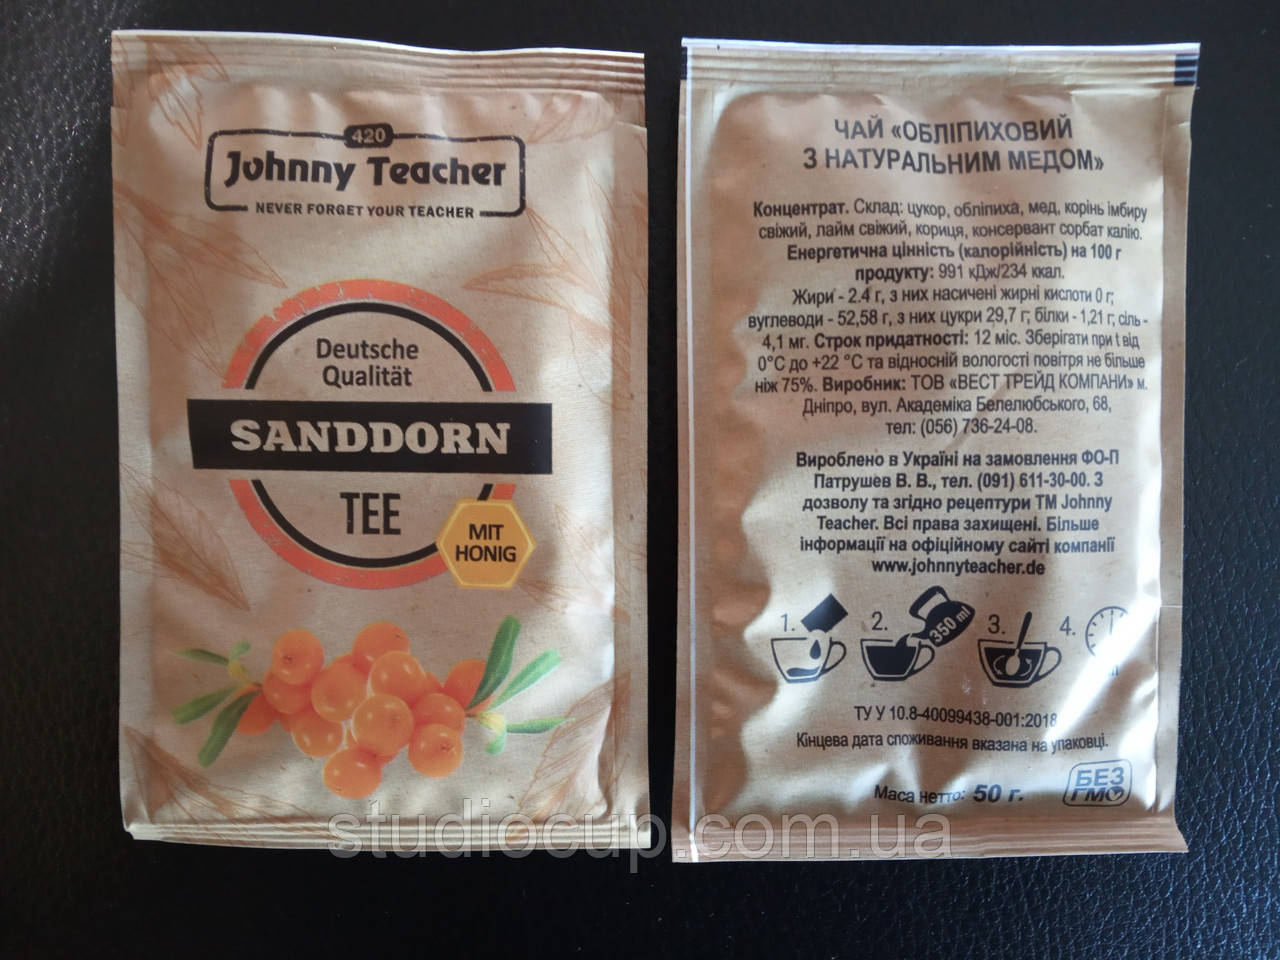 420
Johnny Teacher
NEVER FORGET YOUR TEACHER
Deutsche
Qualität
SANDDORN
TEE
MIT
HONIG
ЧАЙ «ОБЛІПИХОВИЙ
З НАТУРАЛЬНИМ МЕДОМ»
Концентрат. Склад: цукор, обліпиха, мед, корінь імбиру
свіжий, лайм свіжий, кориця, консервант сорбат калію.
Енергетична цінність (калорійність) на 100 г
продукту: 991 кДж/234 ккал.
Жири - 2.4 г, з них насичені жирні кислоти 0 г;
вуглеводи - 52,58 г, з них цукри 29,7 г; білки - 1,21 г; сіль -
4,1 мг. Строк придатності: 12 міс. Зберігати при t від
0°C до +22 °C та відносній вологості повітря не більше
ніж 75%. Виробник: ТОВ «ВЕСТ ТРЕЙД КОМПАНИ» м.
Дніпро, вул. Академіка Белелюбського, 68,
тел: (056) 736-24-08.
Вироблено в Україні на замовлення ФО-П
Патрушев В. В., тел. (091) 611-30-00. З
дозволу та згідно рецептури ТМ Johnny
Teacher. Всі права захищені. Більше
інформації на офіційному сайті компанії
www.johnnyteacher.de
1. 2. 350 ml 3. 4.
ТУ У 10.8-40099438-001:2018
Кінцева дата споживання вказана на упаковці.
Маса нетто: 50 г.
БЕЗ
ГМО
studiocup.com.ua